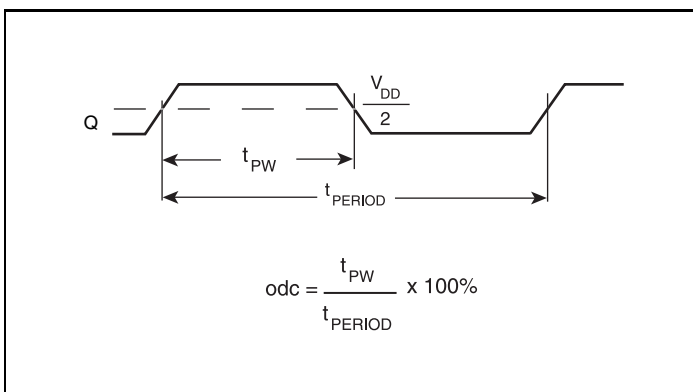 V_DD
2
Q
t_PW
t_PERIOD
odc = t_PW / t_PERIOD x 100%